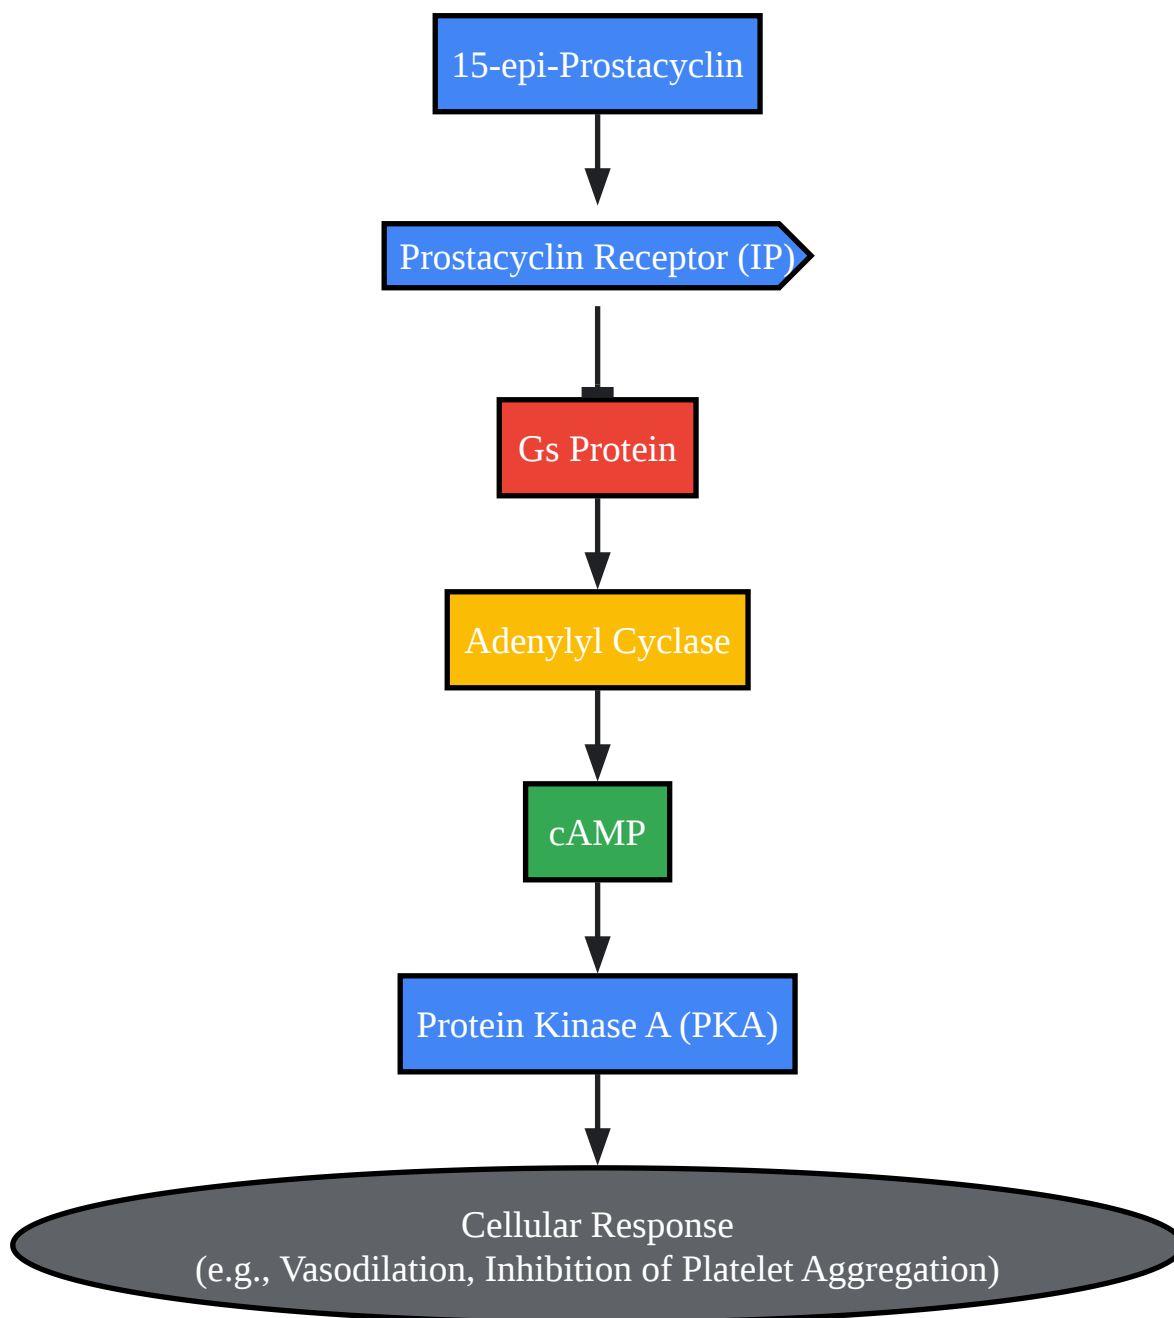 15-epi-Prostacyclin
Prostacyclin Receptor (IP)
Gs Protein
Adenylyl Cyclase
cAMP
Protein Kinase A (PKA)
Cellular Response
(e.g., Vasodilation, Inhibition of Platelet Aggregation)